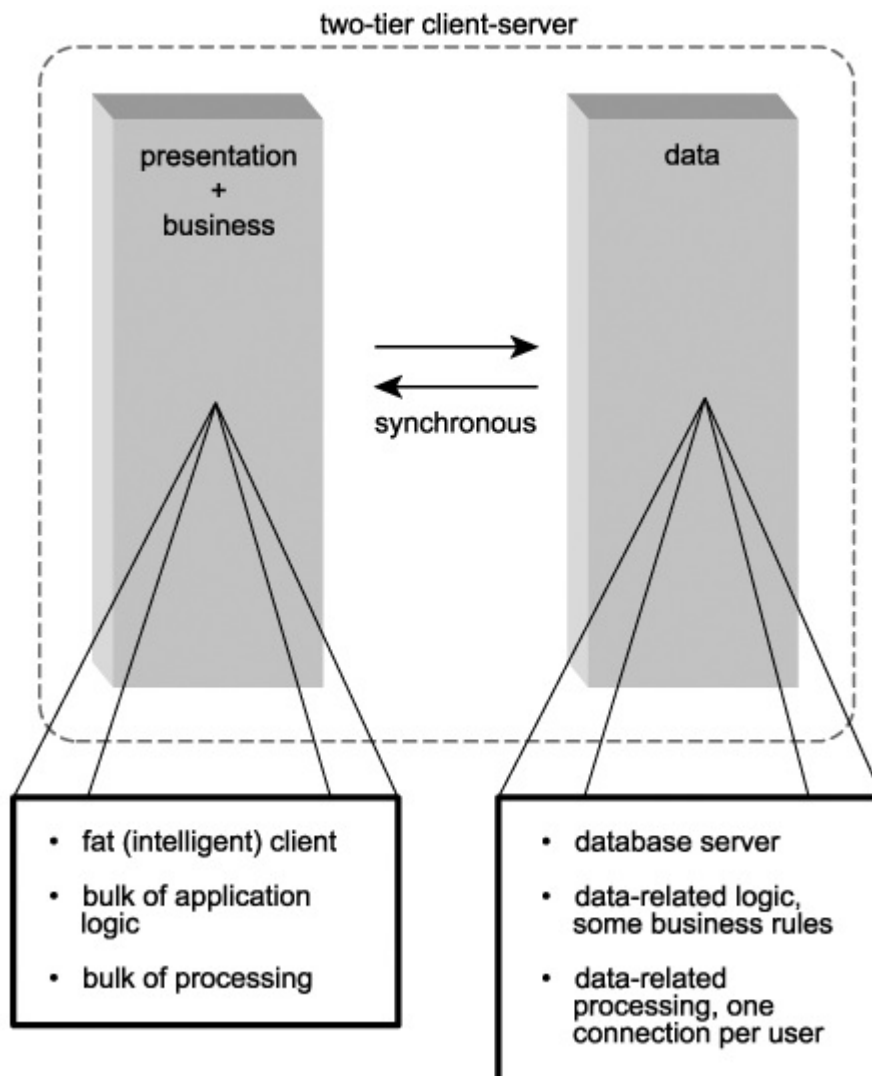 two-tier client-server
presentation
+
business
data
synchronous
• fat (intelligent) client
• bulk of application
logic
• bulk of processing
• database server
• data-related logic,
some business rules
• data-related
processing, one
connection per user